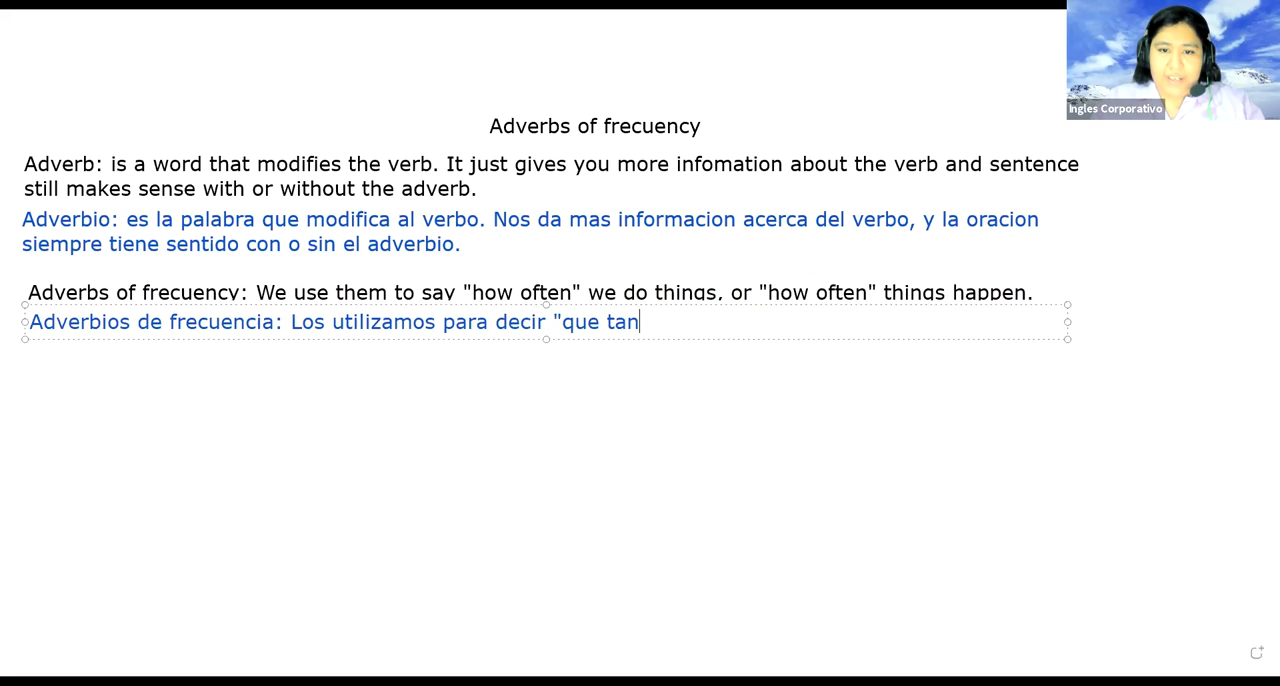 Ingles Corporativo
Adverbs of frecuency
Adverb: is a word that modifies the verb. It just gives you more infomation about the verb and sentence
still makes sense with or without the adverb.
Adverbio: es la palabra que modifica al verbo. Nos da mas informacion acerca del verbo, y la oracion
siempre tiene sentido con o sin el adverbio.
Adverbs of frecuency: We use them to say "how often" we do things, or "how often" things happen.
Adverbios de frecuencia: Los utilizamos para decir "que tan